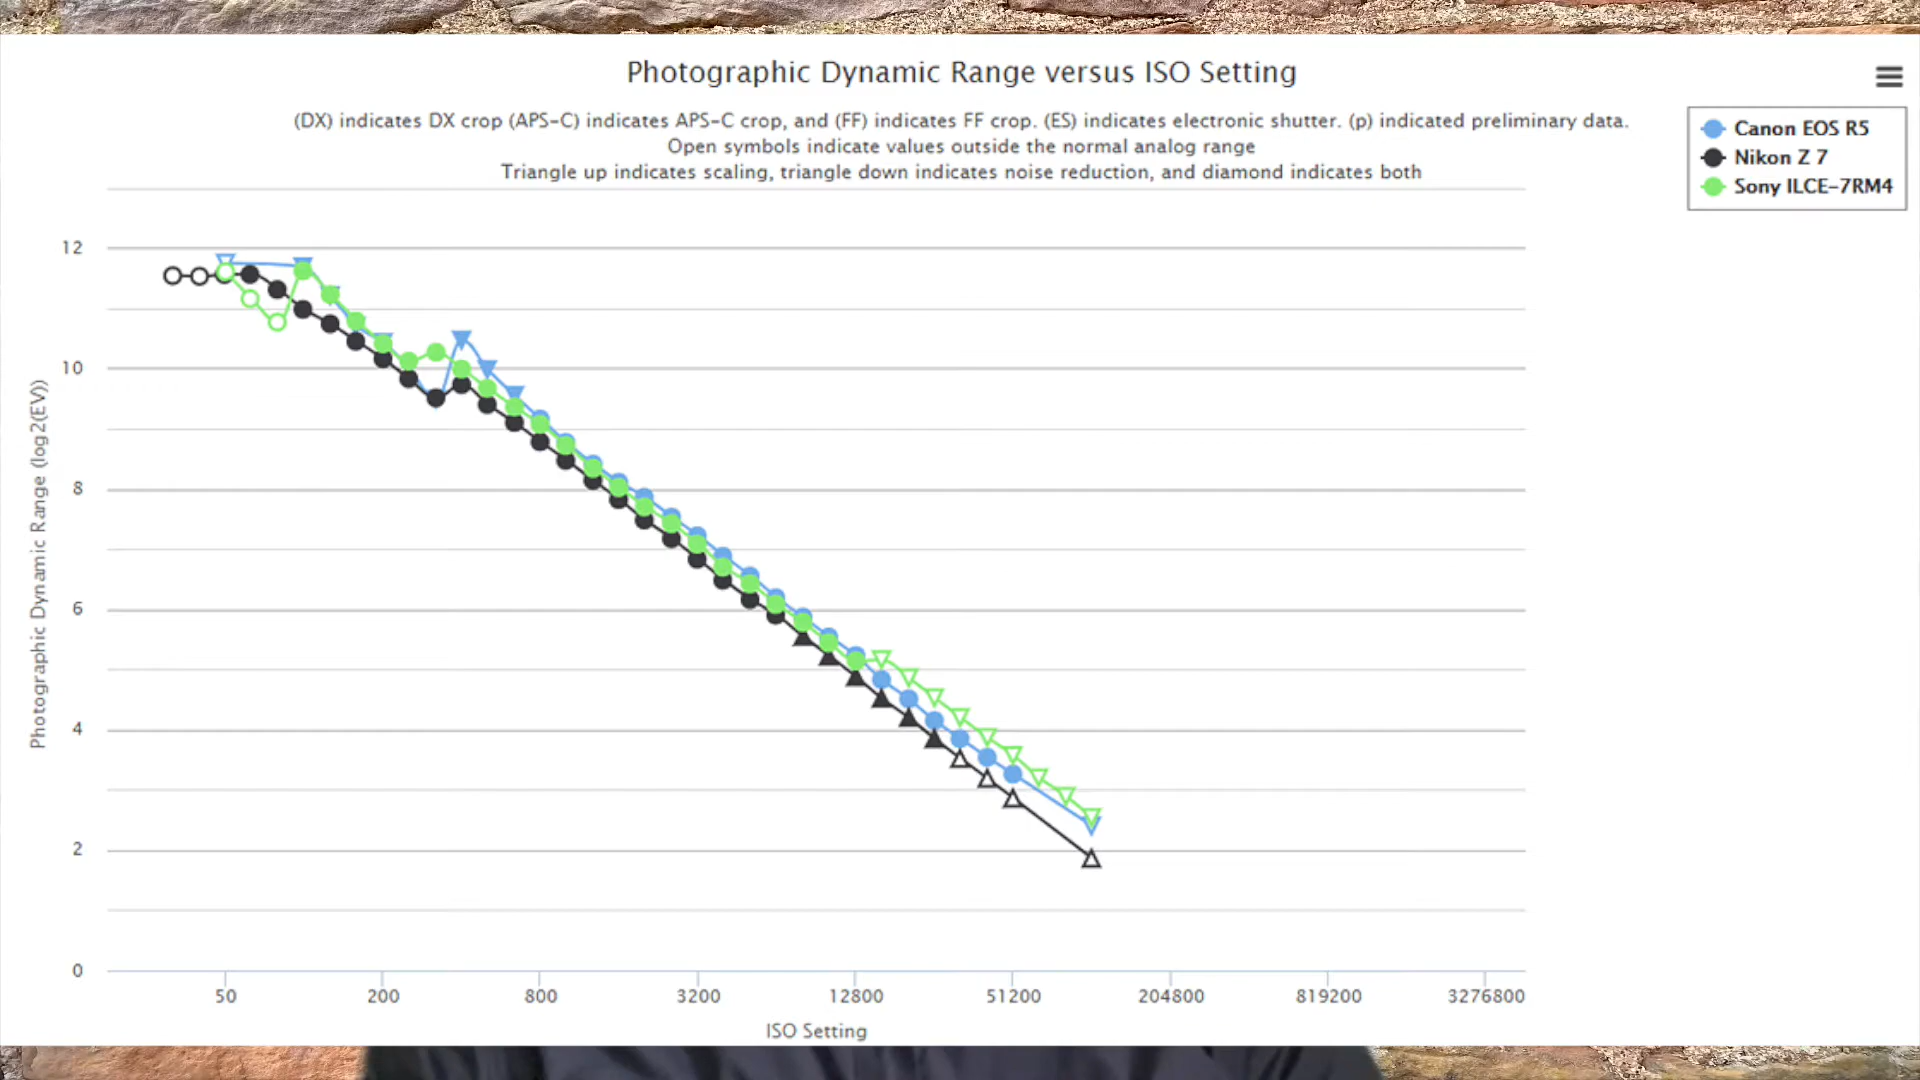 Photographic Dynamic Range versus ISO Setting
(DX) indicates DX crop (APS-C) indicates APS-C crop, and (FF) indicates FF crop. (ES) indicates electronic shutter. (p) indicated preliminary data.
Open symbols indicate values outside the normal analog range
Triangle up indicates scaling, triangle down indicates noise reduction, and diamond indicates both
Canon EOS R5
Nikon Z 7
Sony ILCE-7RM4
Photographic Dynamic Range (log2(EV))
12
10
8
6
4
2
0
50 200 800 3200 12800 51200 204800 819200 3276800
ISO Setting